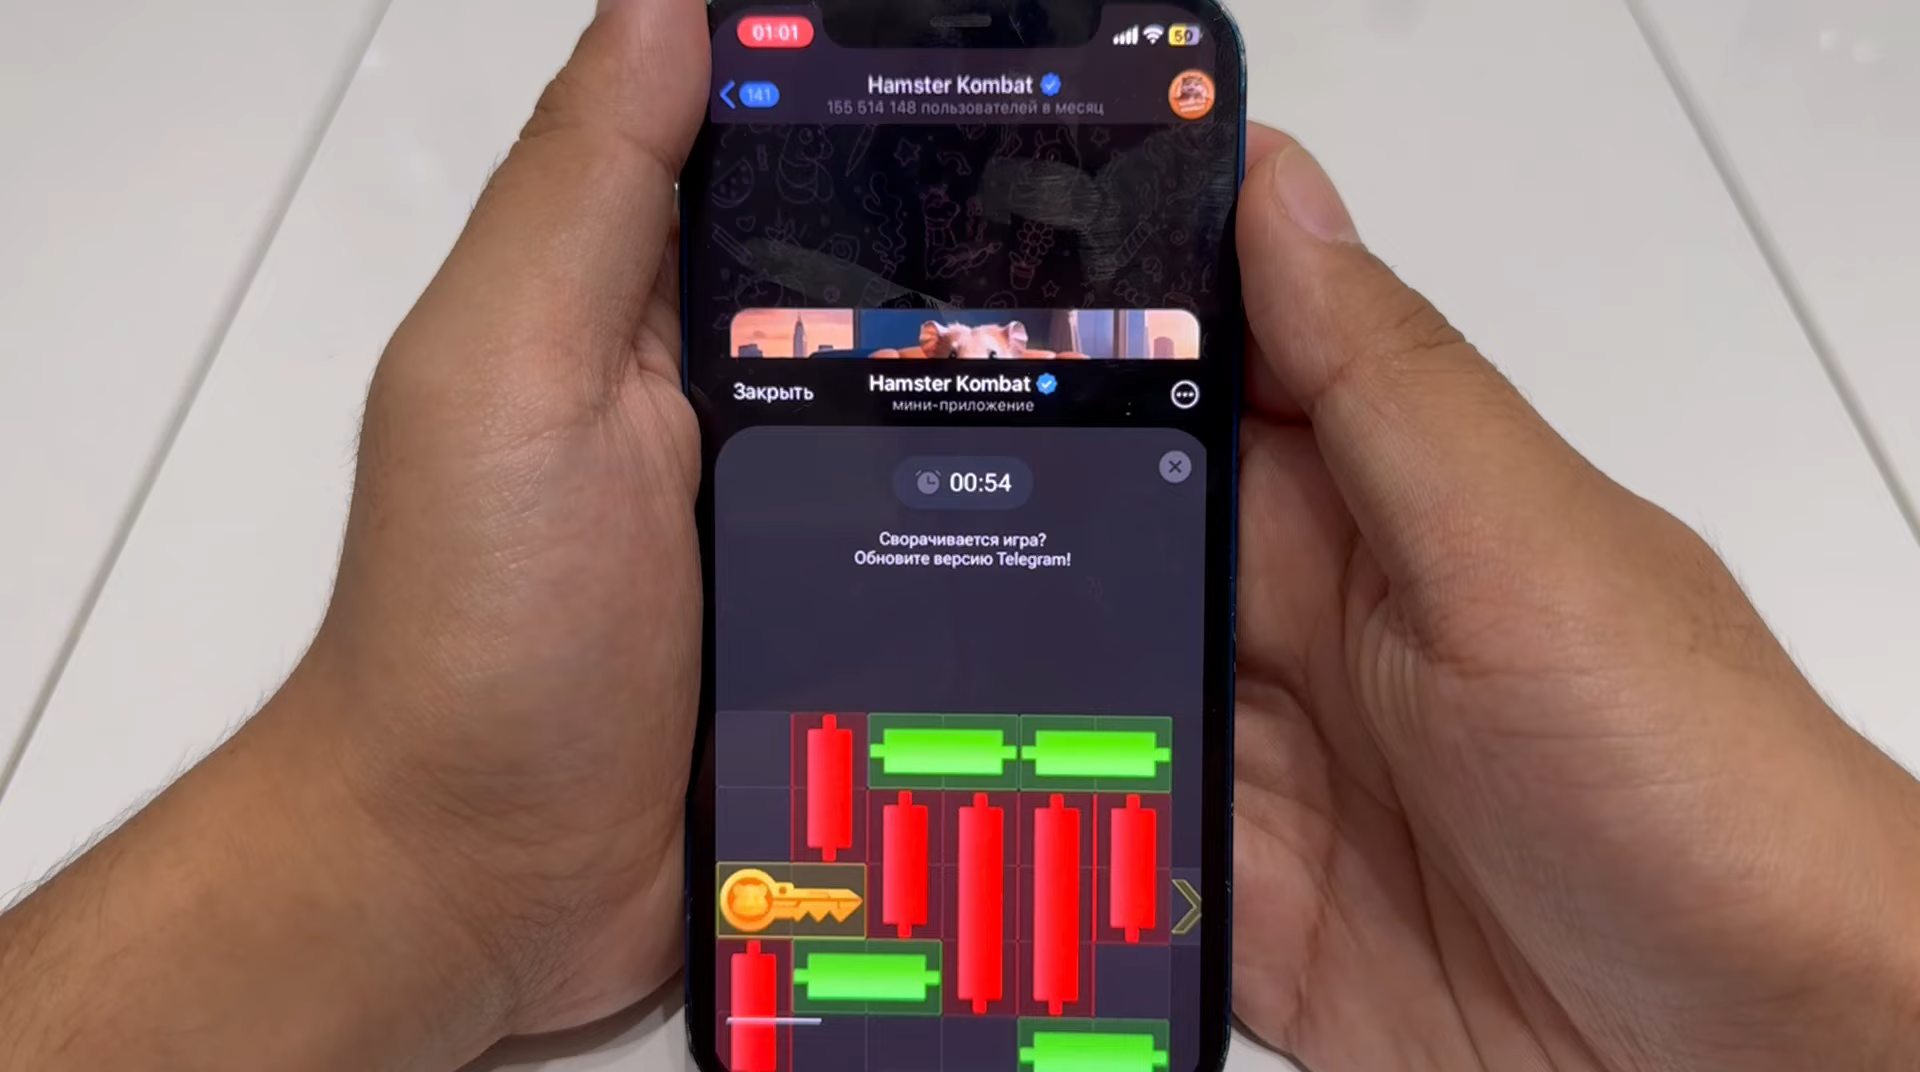 01:01
50
141
Hamster Kombat
155 514 148 пользователей в месяц
Закрыть
Hamster Kombat
мини-приложение
00:54
Сворачивается игра?
Обновите версию Telegram!